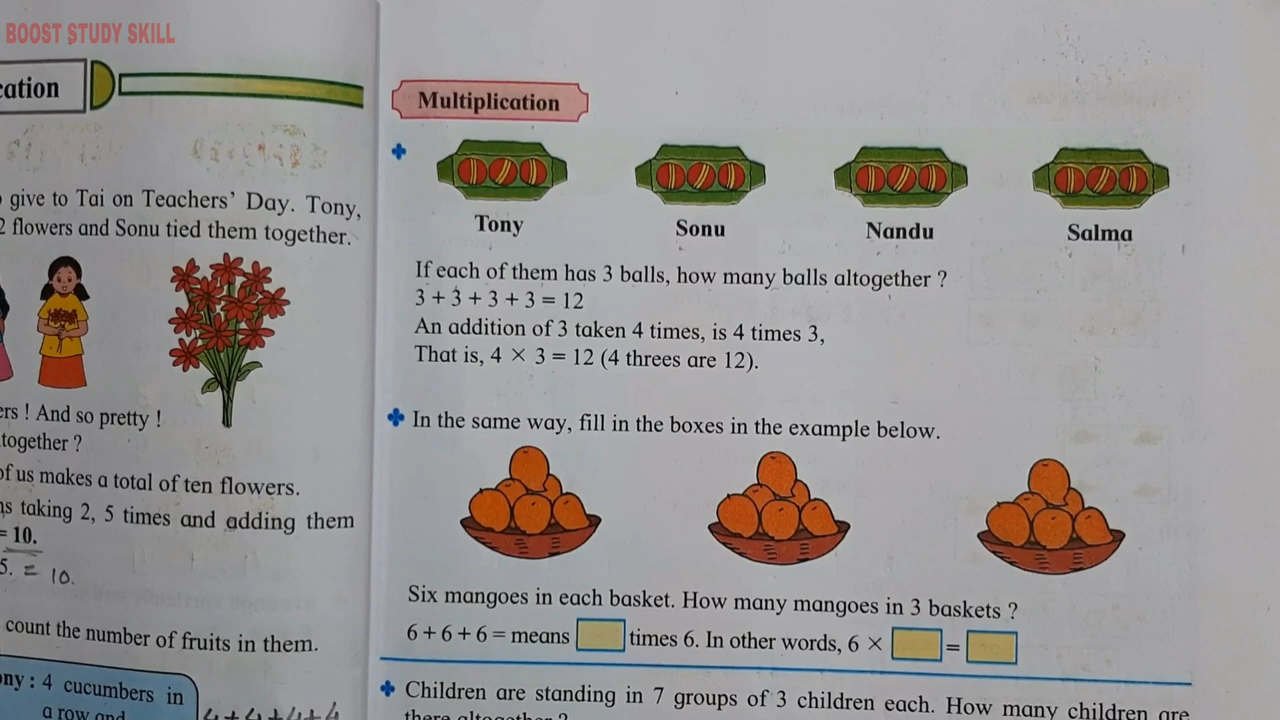 BOOST STUDY SKILL
cation
give to Tai on Teachers' Day. Tony,
2 flowers and Sonu tied them together.
ers ! And so pretty !
together ?
of us makes a total of ten flowers.
as taking 2, 5 times and adding them
= 10.
5. = 10.
count the number of fruits in them.
ony : 4 cucumbers in
a row and
4+4+4+4
Multiplication
Tony Sonu Nandu Salma
If each of them has 3 balls, how many balls altogether ?
3 + 3 + 3 + 3 = 12
An addition of 3 taken 4 times, is 4 times 3,
That is, 4 × 3 = 12 (4 threes are 12).
In the same way, fill in the boxes in the example below.
Six mangoes in each basket. How many mangoes in 3 baskets ?
6 + 6 + 6 = means times 6. In other words, 6 × =
Children are standing in 7 groups of 3 children each. How many children are
there altogether ?